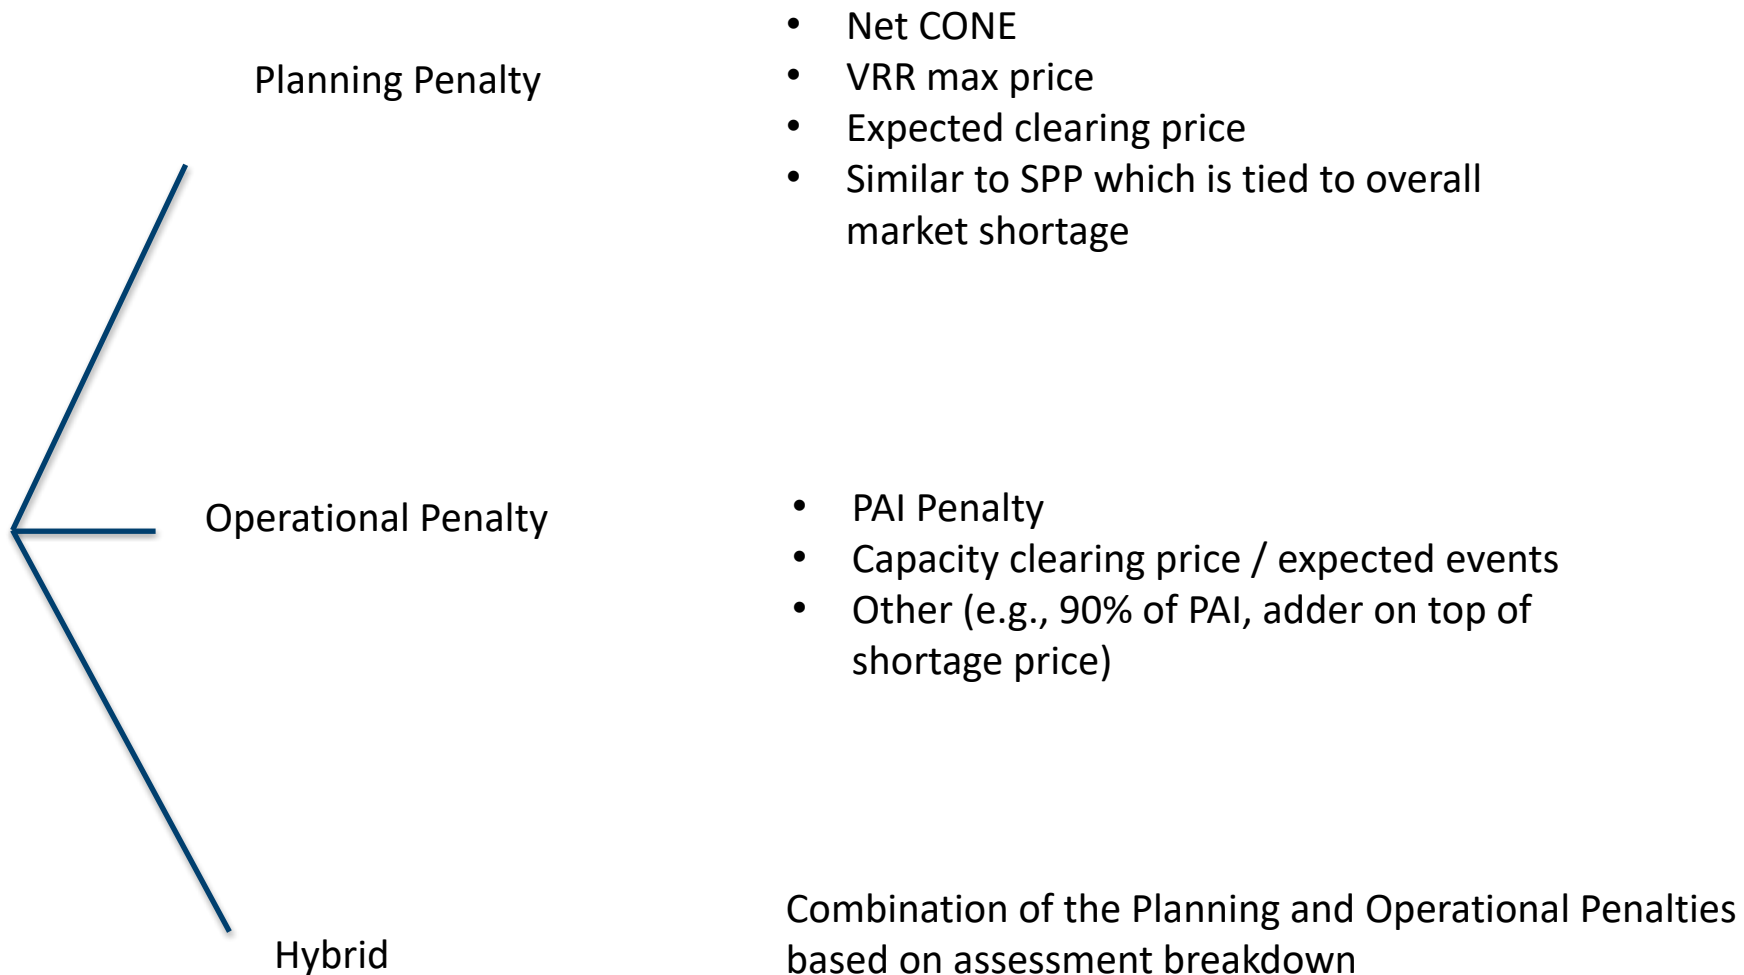 Planning Penalty
• Net CONE
• VRR max price
• Expected clearing price
• Similar to SPP which is tied to overall
market shortage
Operational Penalty
• PAI Penalty
• Capacity clearing price / expected events
• Other (e.g., 90% of PAI, adder on top of
shortage price)
Hybrid
Combination of the Planning and Operational Penalties
based on assessment breakdown